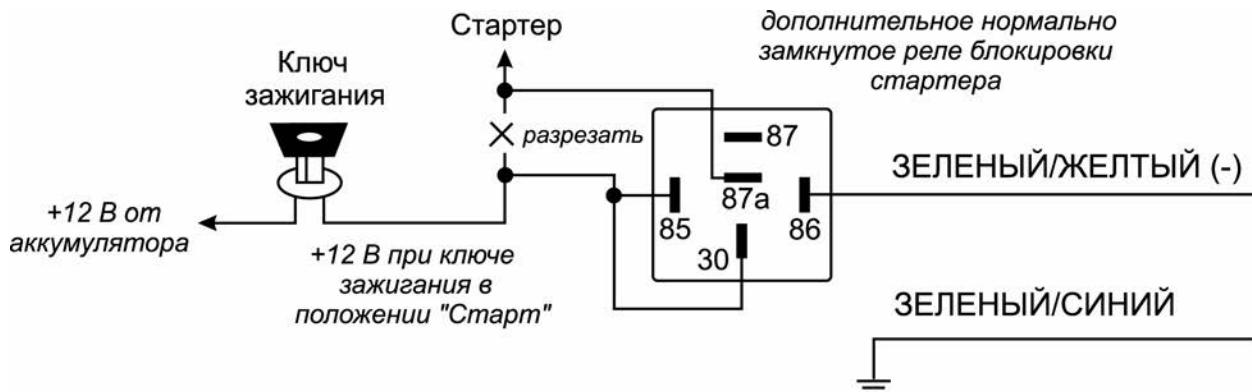 Стартер
дополнительное нормально
замкнутое реле блокировки
стартера
Ключ
зажигания
разрезать
87
87а
85
86
30
ЗЕЛЕНЫЙ/ЖЕЛТЫЙ (-)
+12 В от
аккумулятора
+12 В при ключе
зажигания в
положении "Старт"
ЗЕЛЕНЫЙ/СИНИЙ